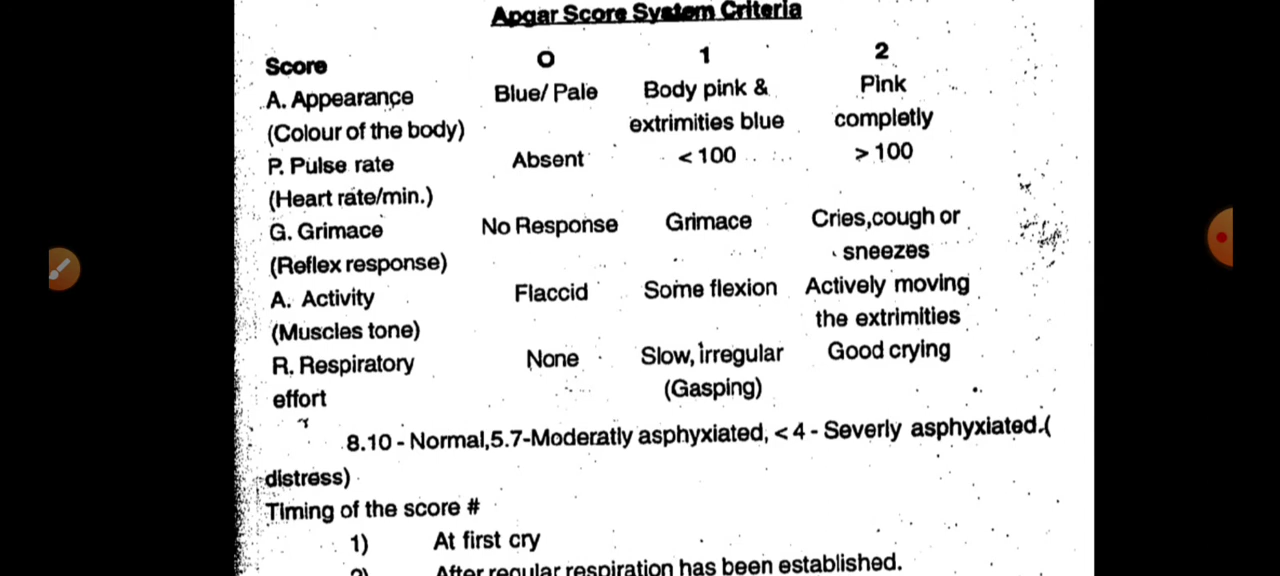 Apgar Score System Criteria
Score 0 1 2
A. Appearance Blue/ Pale Body pink & Pink
(Colour of the body) extrimities blue completly
P. Pulse rate Absent < 100 > 100
(Heart rate/min.)
G. Grimace No Response Grimace Cries,cough or
(Reflex response) sneezes
A. Activity Flaccid Some flexion Actively moving
(Muscles tone) the extrimities
R. Respiratory None Slow, irregular Good crying
effort (Gasping)
8.10 - Normal,5.7-Moderatly asphyxiated, < 4 - Severly asphyxiated.(
distress)
Timing of the score #
1) At first cry
2) After regular respiration has been established.